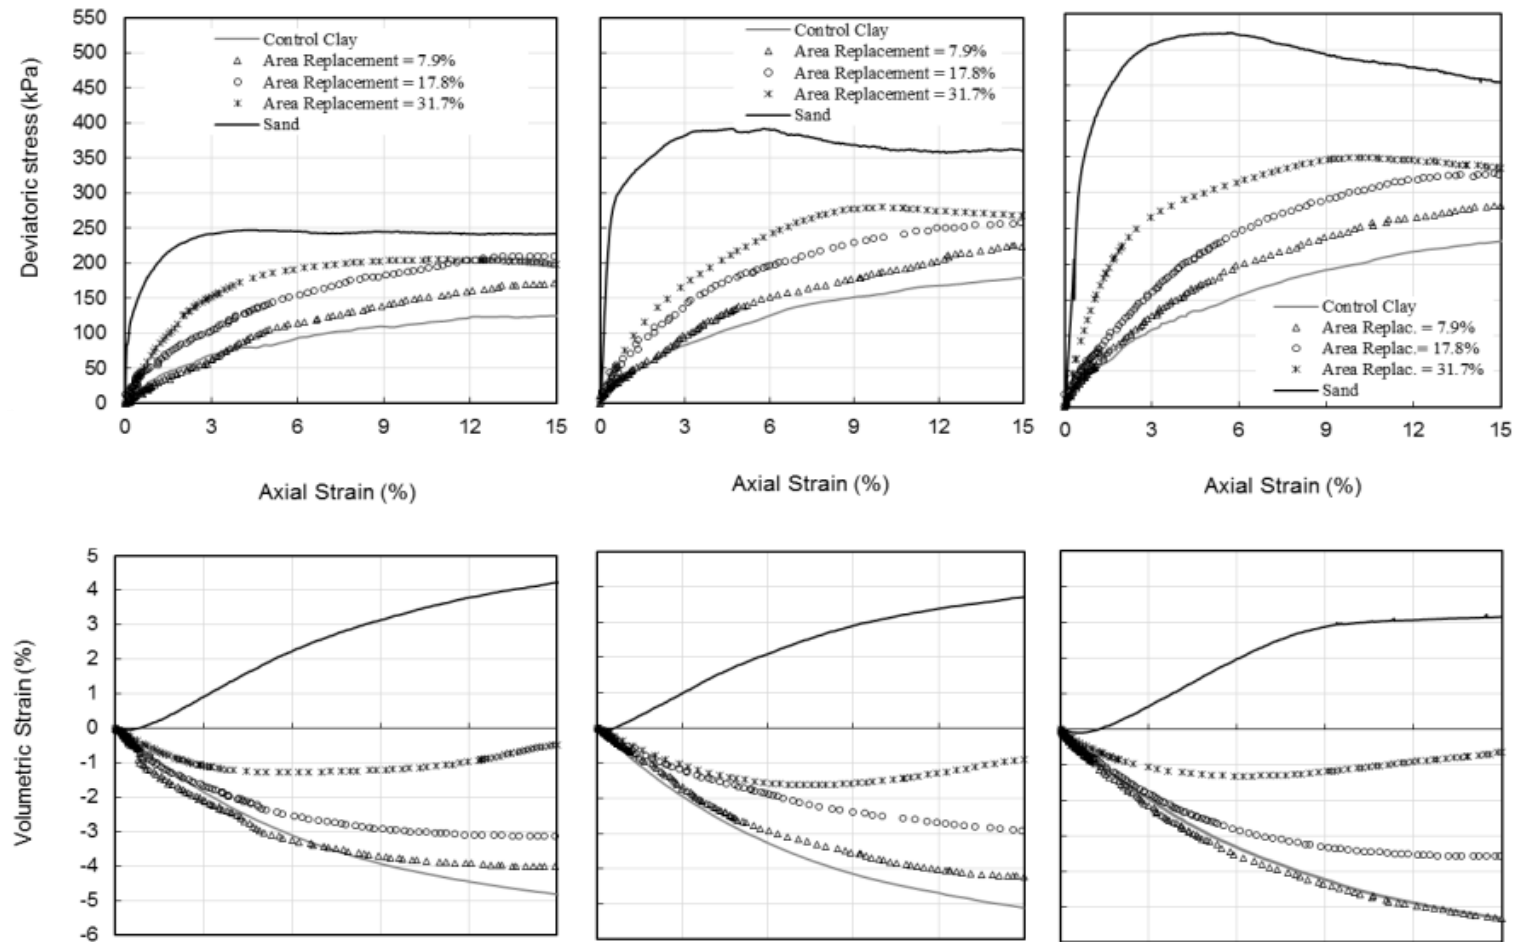 Deviatoric stress (kPa)
550
500
450
400
350
300
250
200
150
100
50
0
Control Clay
Area Replacement = 7.9%
Area Replacement = 17.8%
Area Replacement = 31.7%
Sand
0 3 6 9 12 15
Axial Strain (%)
Control Clay
Area Replacement = 7.9%
Area Replacement = 17.8%
Area Replacement = 31.7%
Sand
0 3 6 9 12 15
Axial Strain (%)
Control Clay
Area Replac. = 7.9%
Area Replac.= 17.8%
Area Replac. = 31.7%
Sand
0 3 6 9 12 15
Axial Strain (%)
Volumetric Strain (%)
5
4
3
2
1
0
-1
-2
-3
-4
-5
-6